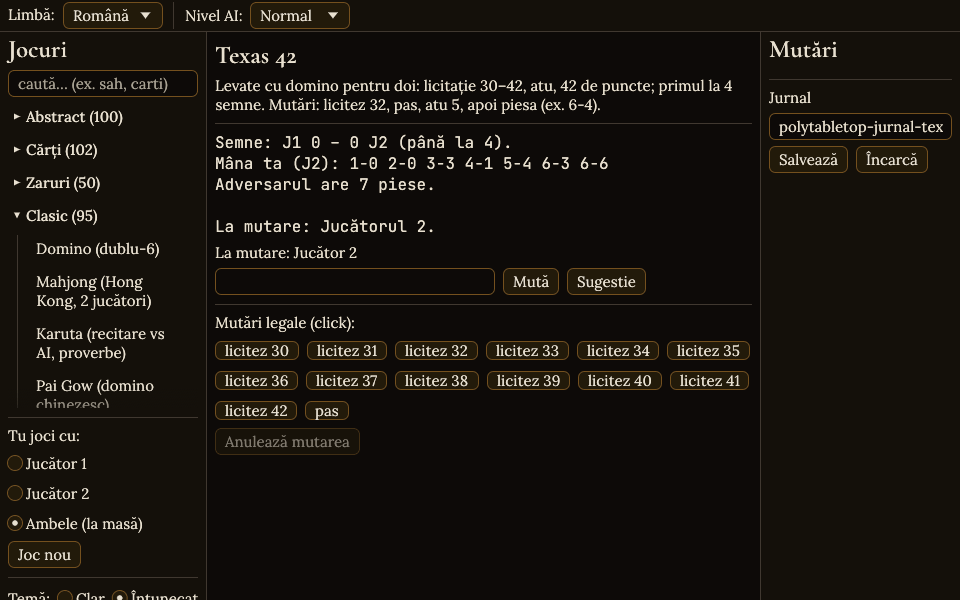 Limbă: Română Nivel AI: Normal
Jocuri
caută... (ex. sah, carti)
Abstract (100)
Cărți (102)
Zaruri (50)
Clasic (95)
Domino (dublu-6)
Mahjong (Hong
Kong, 2 jucători)
Karuta (recitare vs
AI, proverbe)
Pai Gow (domino
chinezesc)
Tu joci cu:
Jucător 1
Jucător 2
Ambele (la masă)
Joc nou
Temă: Clar Întunecat
Texas 42
Levate cu domino pentru doi: licitație 30–42, atu, 42 de puncte; primul la 4
semne. Mutări: licitez 32, pas, atu 5, apoi piesa (ex. 6-4).
Semne: J1 0 – 0 J2 (până la 4).
Mâna ta (J2): 1-0 2-0 3-3 4-1 5-4 6-3 6-6
Adversarul are 7 piese.
La mutare: Jucătorul 2.
La mutare: Jucător 2
Mută Sugestie
Mutări legale (click):
licitez 30 licitez 31 licitez 32 licitez 33 licitez 34 licitez 35
licitez 36 licitez 37 licitez 38 licitez 39 licitez 40 licitez 41
licitez 42 pas
Anulează mutarea
Mutări
Jurnal
polytabletop-jurnal-tex
Salvează Încarcă